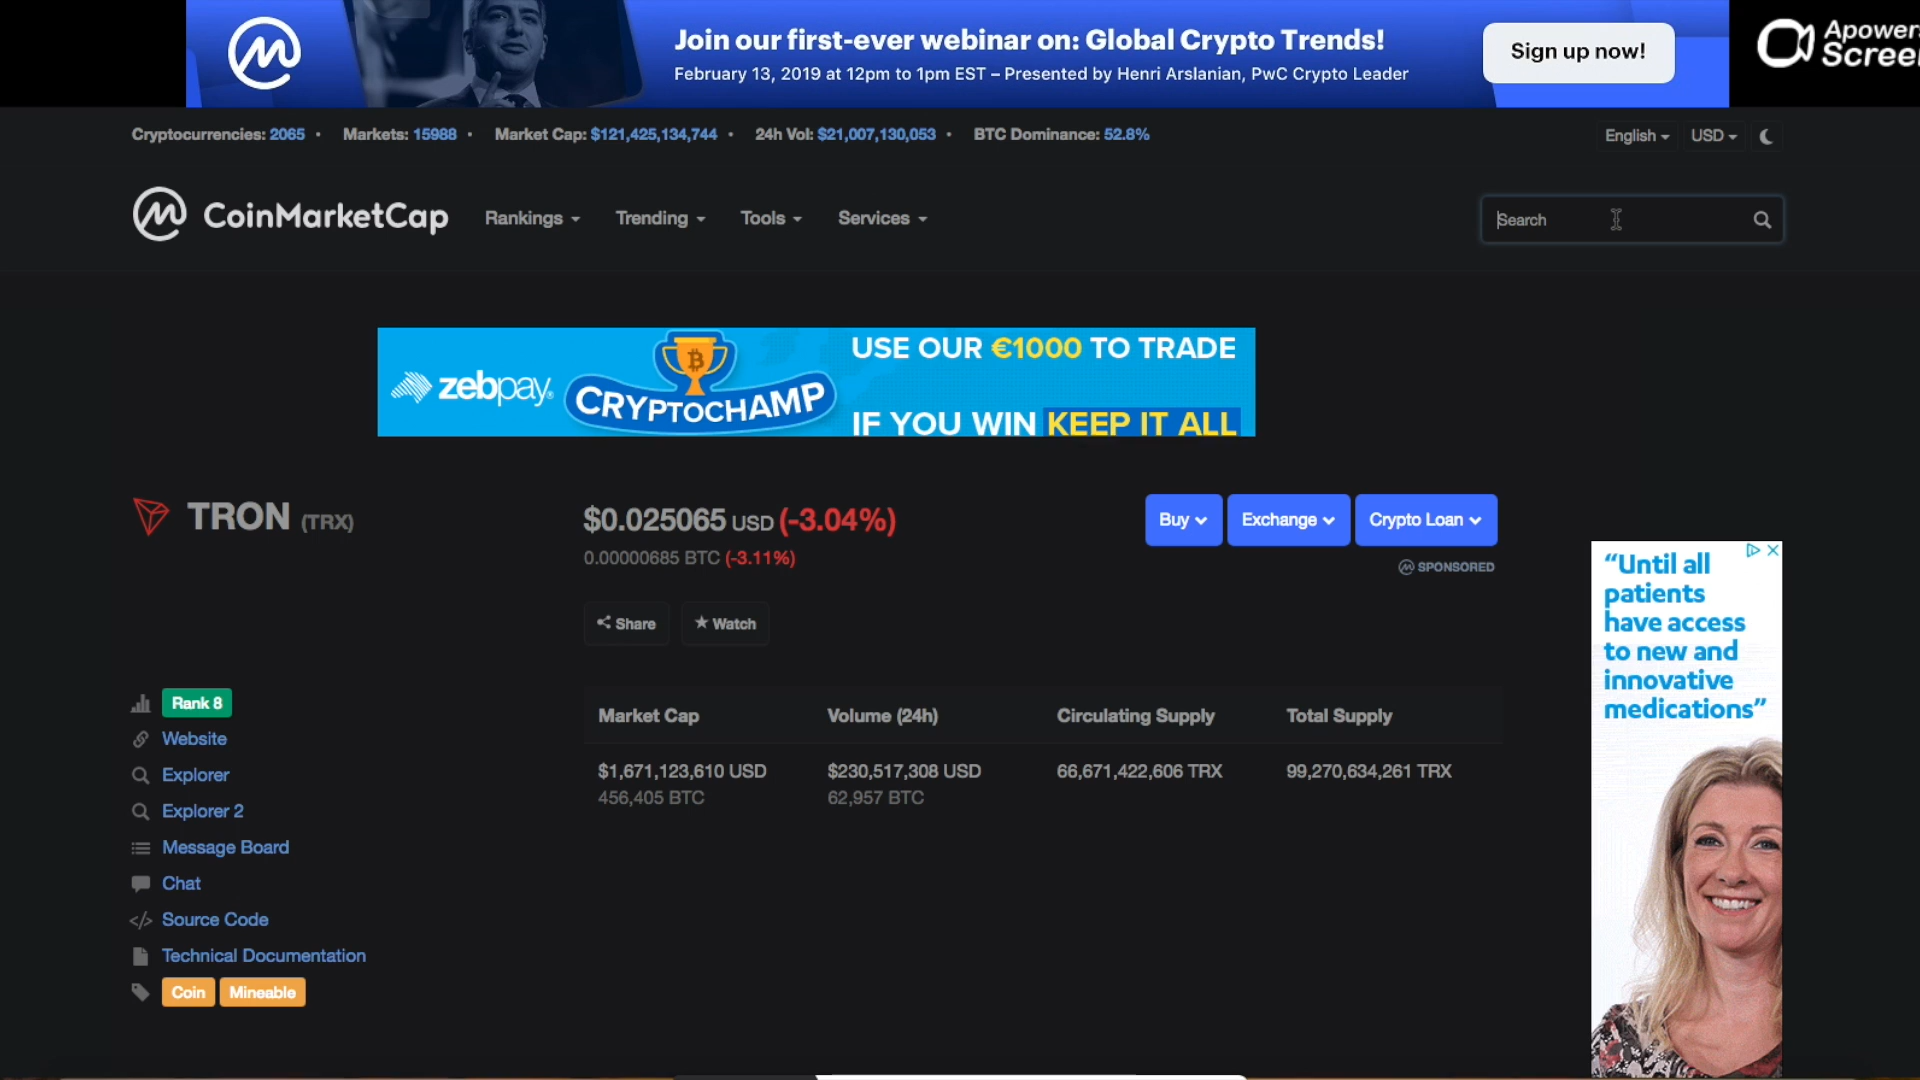 Join our first-ever webinar on: Global Crypto Trends!
February 13, 2019 at 12pm to 1pm EST – Presented by Henri Arslanian, PwC Crypto Leader
Sign up now!
Apowers
Screen
Cryptocurrencies: 2065 • Markets: 15988 • Market Cap: $121,425,134,744 • 24h Vol: $21,007,130,053 • BTC Dominance: 52.8%
English USD
CoinMarketCap Rankings Trending Tools Services
Search
zebpay CRYPTOCHAMP
USE OUR €1000 TO TRADE
IF YOU WIN KEEP IT ALL
TRON (TRX)
$0.025065 USD (-3.04%)
0.00000685 BTC (-3.11%)
Buy Exchange Crypto Loan
SPONSORED
Share Watch
Rank 8
Website
Explorer
Explorer 2
Message Board
Chat
Source Code
Technical Documentation
Coin Mineable
Market Cap Volume (24h) Circulating Supply Total Supply
$1,671,123,610 USD $230,517,308 USD 66,671,422,606 TRX 99,270,634,261 TRX
456,405 BTC 62,957 BTC
“Until all
patients
have access
to new and
innovative
medications”